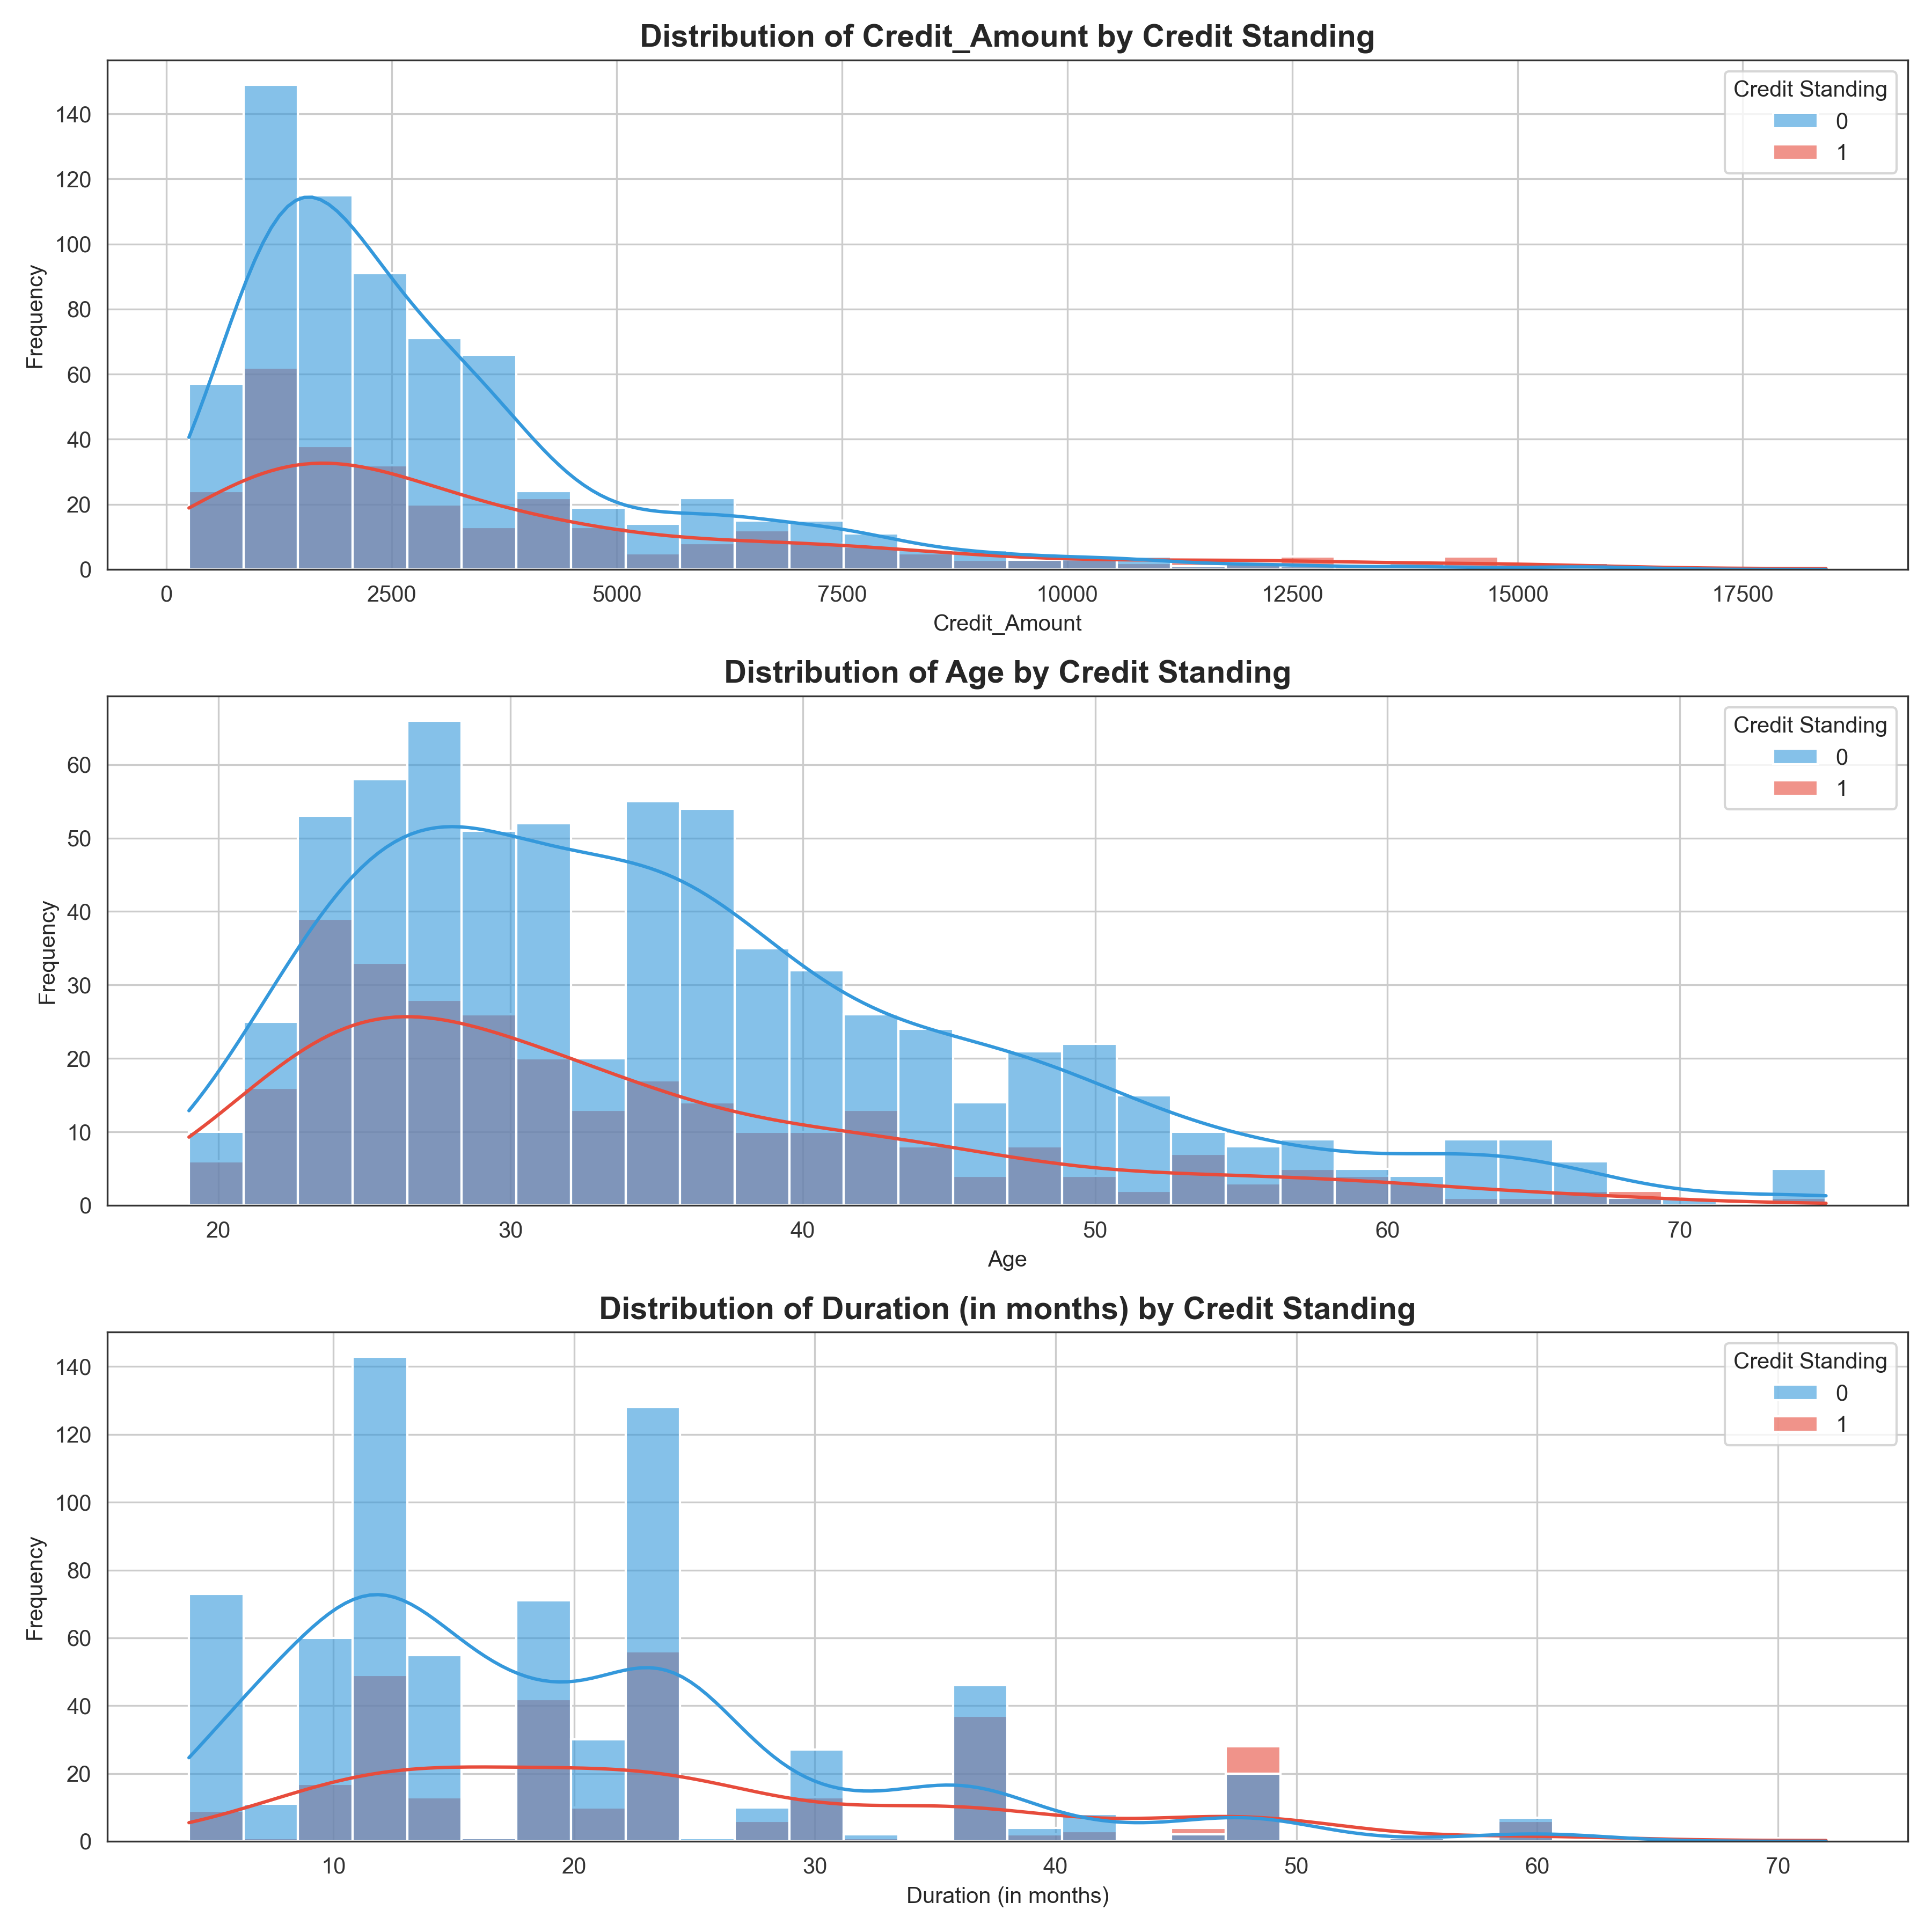 Distribution of Credit_Amount by Credit Standing
Credit Standing
0
1
140
120
100
80
60
40
20
0
Frequency
0 2500 5000 7500 10000 12500 15000 17500
Credit_Amount
Distribution of Age by Credit Standing
Credit Standing
0
1
60
50
40
30
20
10
0
Frequency
20 30 40 50 60 70
Age
Distribution of Duration (in months) by Credit Standing
Credit Standing
0
1
140
120
100
80
60
40
20
0
Frequency
10 20 30 40 50 60 70
Duration (in months)